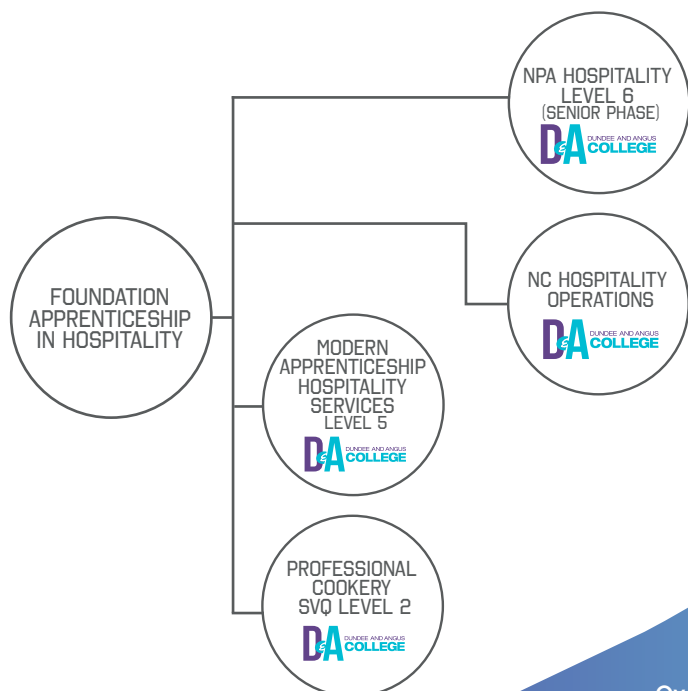 NPA HOSPITALITY
LEVEL 6
(SENIOR PHASE)
D&A DUNDEE AND ANGUS
COLLEGE
FOUNDATION
APPRENTICESHIP
IN HOSPITALITY
NC HOSPITALITY
OPERATIONS
D&A DUNDEE AND ANGUS
COLLEGE
MODERN
APPRENTICESHIP
HOSPITALITY
SERVICES
LEVEL 5
D&A DUNDEE AND ANGUS
COLLEGE
PROFESSIONAL
COOKERY
SVQ LEVEL 2
D&A DUNDEE AND ANGUS
COLLEGE